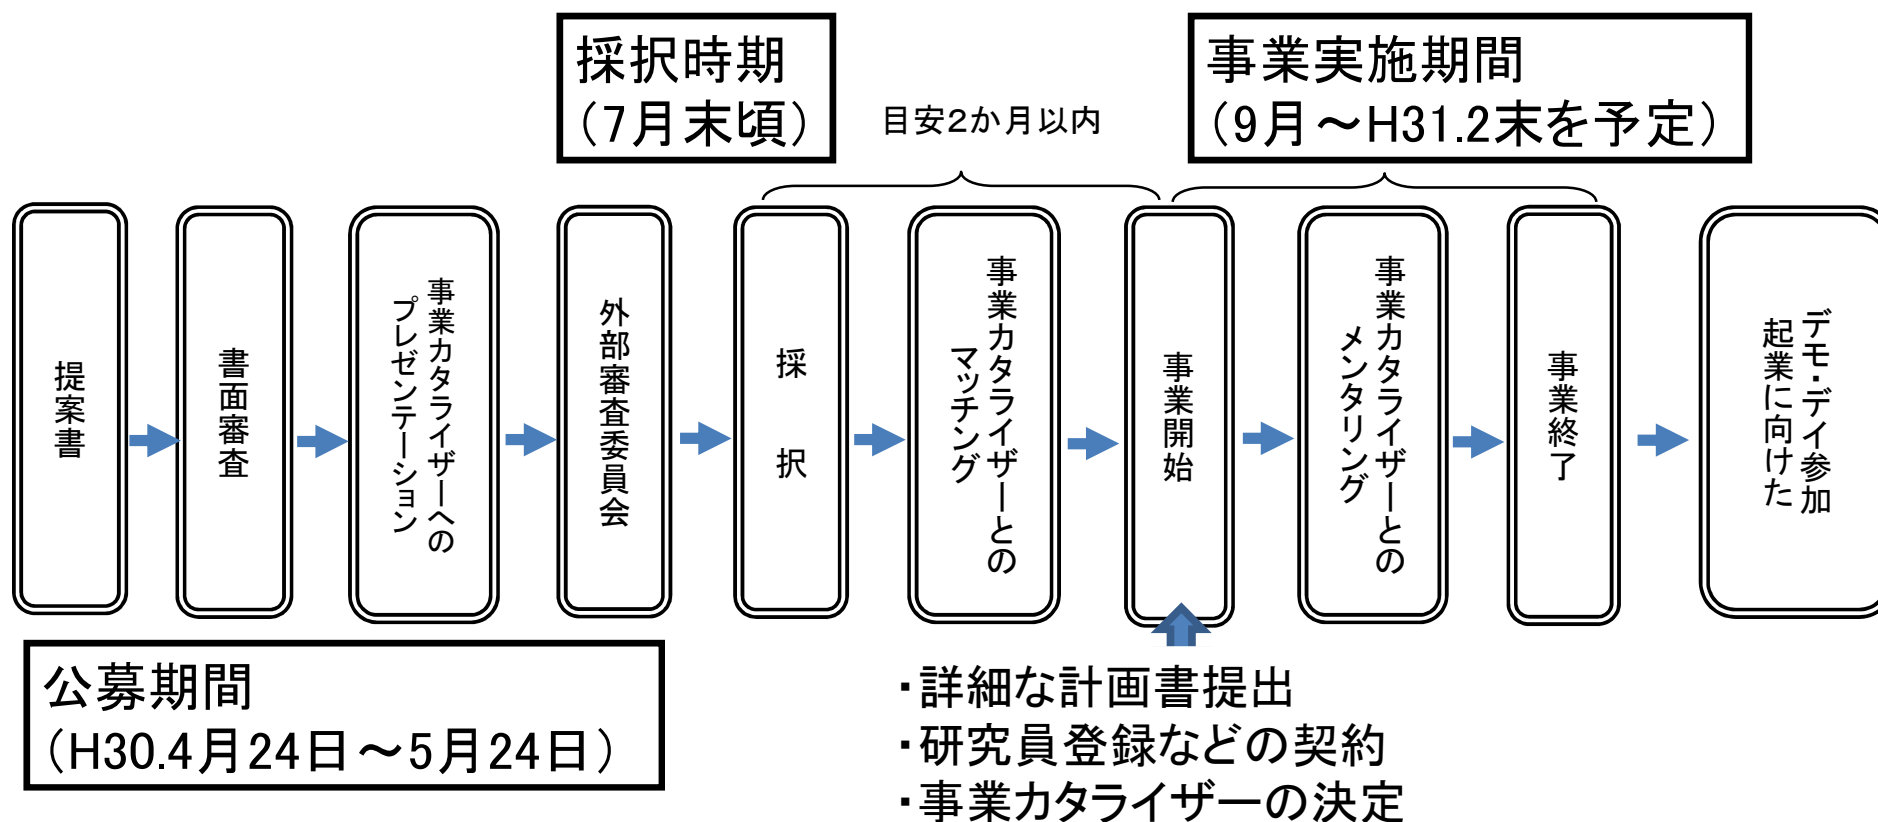 採択時期
（7月末頃）
目安2か月以内
事業実施期間
（9月～H31.2末を予定）
提案書
書面審査
事業カタライザーへの
プレゼンテーション
外部審査委員会
採　択
事業カタライザーとの
マッチング
事業開始
事業カタライザーとの
メンタリング
事業終了
デモ・デイ参加
起業に向けた
公募期間
（H30.4月24日～5月24日）
・詳細な計画書提出
・研究員登録などの契約
・事業カタライザーの決定